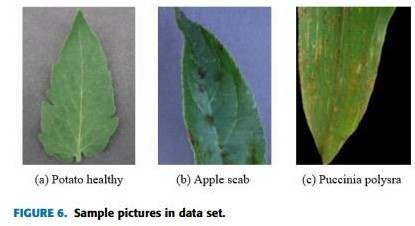 (a) Potato healthy
(b) Apple scab
(c) Puccinia polysra
FIGURE 6. Sample pictures in data set.